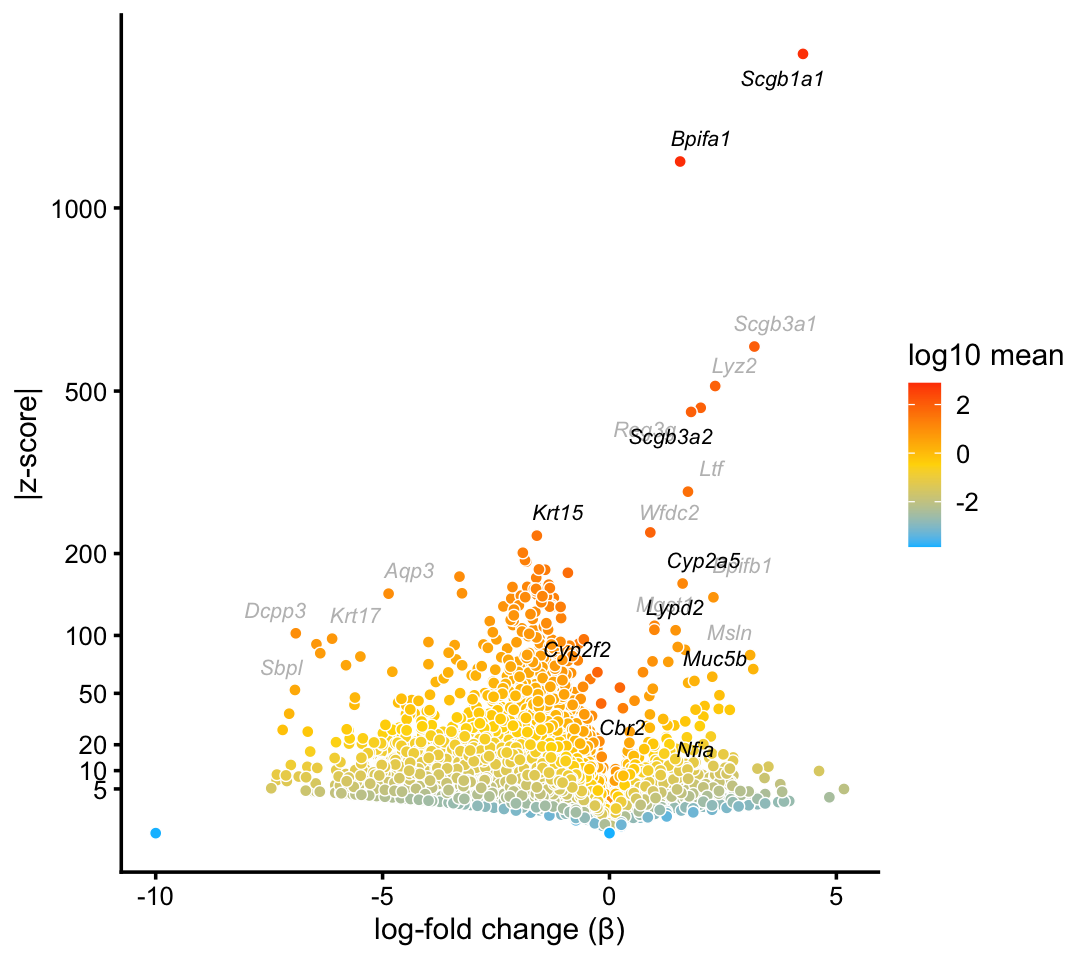 Scgb1a1
Bpifa1
1000
Scgb3a1
log10 mean
Lyz2
500
2
Reg3g
Scgb3a2
0
Ltf
-2
|z-score|
Krt15
Wfdc2
200
Cyp2a5
Bpifb1
Aqp3
Dcpp3
Krt17
Lypd2
100
Msln
Cyp2f2
Muc5b
Sbpl
50
Cbr2
20
Nfia
10
5
-10
-5
0
5
log-fold change (β)